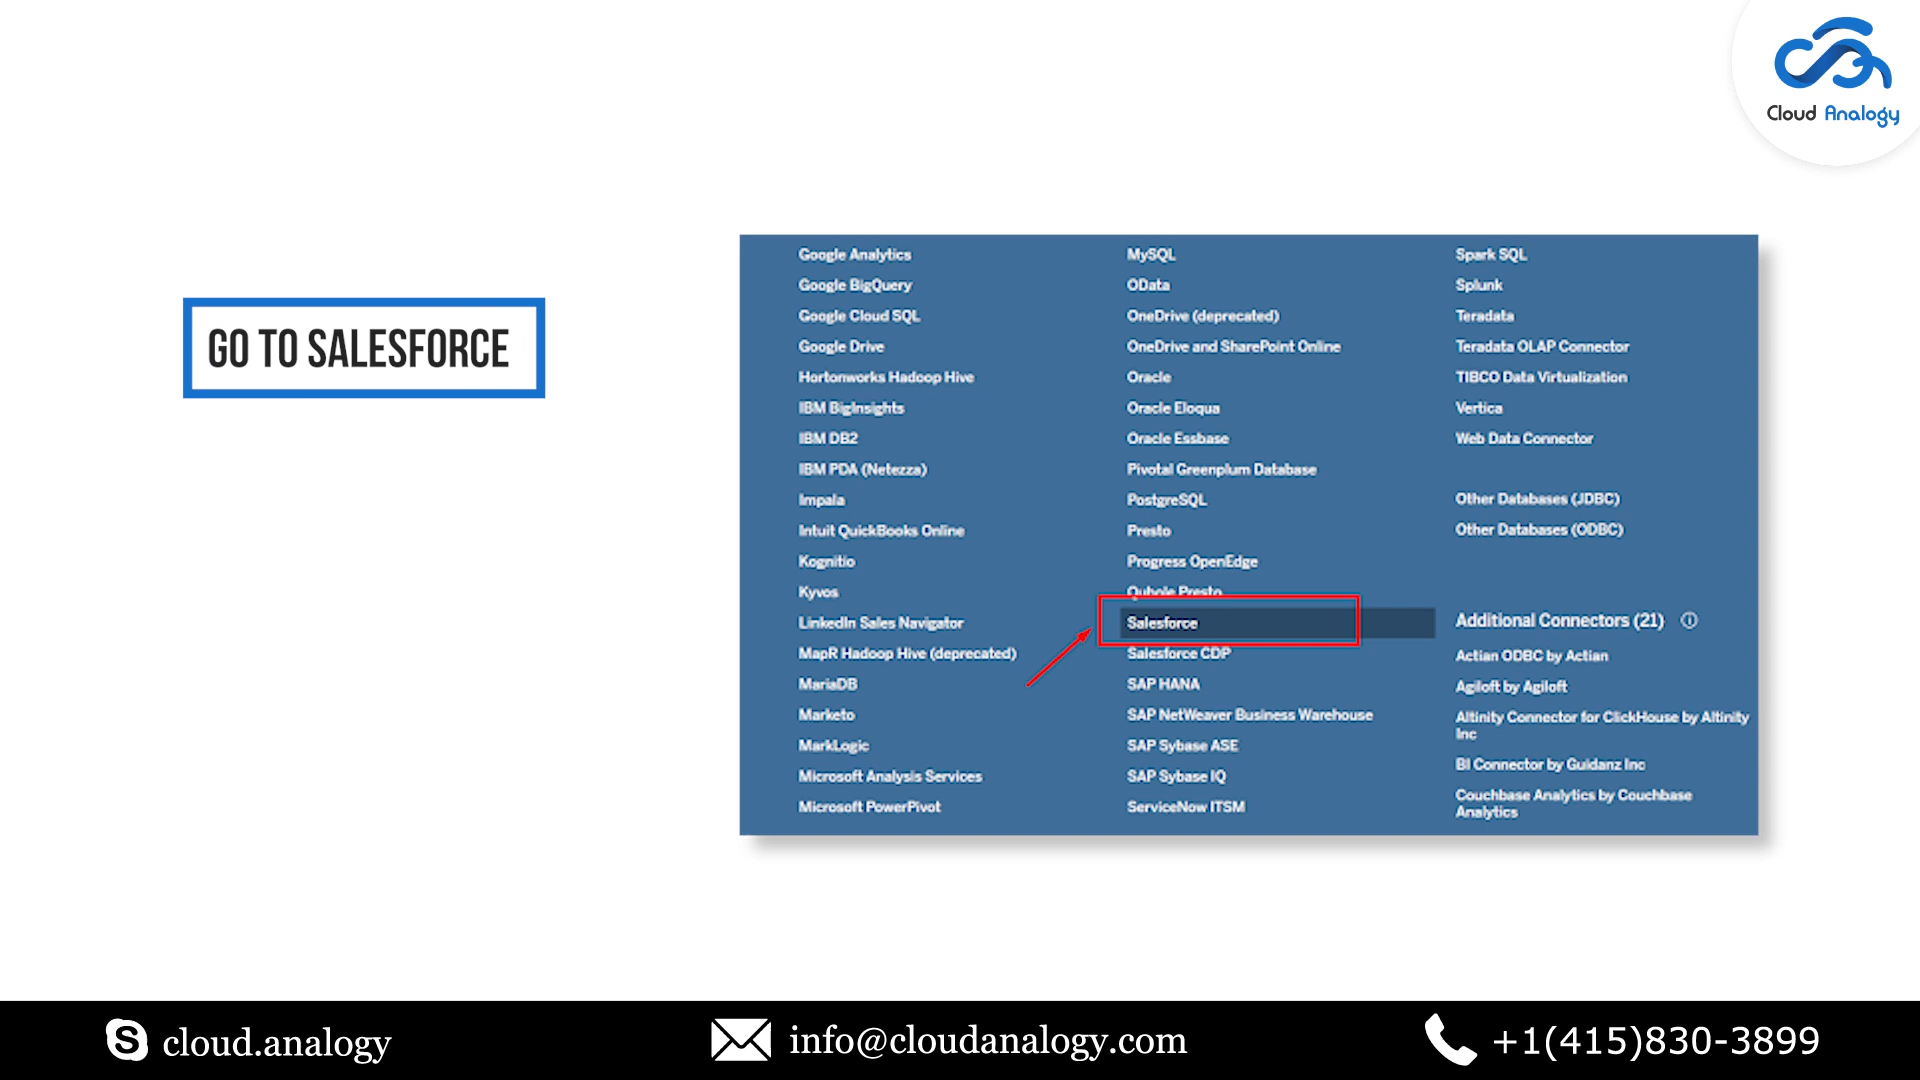 Cloud Analogy
GO TO SALESFORCE
Google Analytics
Google BigQuery
Google Cloud SQL
Google Drive
Hortonworks Hadoop Hive
IBM BigInsights
IBM DB2
IBM PDA (Netezza)
Impala
Intuit QuickBooks Online
Kognitio
Kyvos
LinkedIn Sales Navigator
MapR Hadoop Hive (deprecated)
MariaDB
Marketo
MarkLogic
Microsoft Analysis Services
Microsoft PowerPivot
MySQL
OData
OneDrive (deprecated)
OneDrive and SharePoint Online
Oracle
Oracle Eloqua
Oracle Essbase
Pivotal Greenplum Database
PostgreSQL
Presto
Progress OpenEdge
Qubole Presto
Salesforce
Salesforce CDP
SAP HANA
SAP NetWeaver Business Warehouse
SAP Sybase ASE
SAP Sybase IQ
ServiceNow ITSM
Spark SQL
Splunk
Teradata
Teradata OLAP Connector
TIBCO Data Virtualization
Vertica
Web Data Connector
Other Databases (JDBC)
Other Databases (ODBC)
Additional Connectors (21)
Actian ODBC by Actian
Agiloft by Agiloft
Altinity Connector for ClickHouse by Altinity
Inc
BI Connector by Guidanz Inc
Couchbase Analytics by Couchbase
Analytics
cloud.analogy
info@cloudanalogy.com
+1(415)830-3899